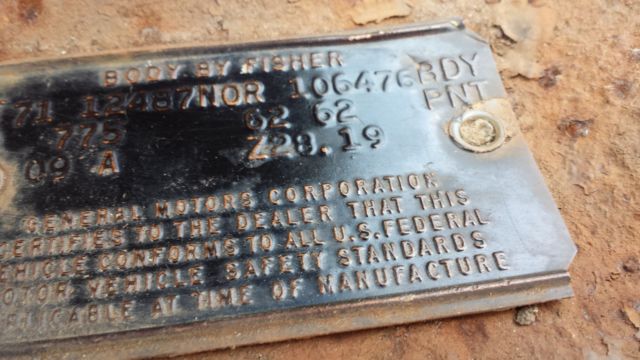 BODY BY FISHER
71 12487NOR 106476 BDY
775 62 62 PNT
09 A Z28.19
GENERAL MOTORS CORPORATION
CERTIFIES TO THE DEALER THAT THIS
VEHICLE CONFORMS TO ALL U.S. FEDERAL
MOTOR VEHICLE SAFETY STANDARDS
APPLICABLE AT TIME OF MANUFACTURE